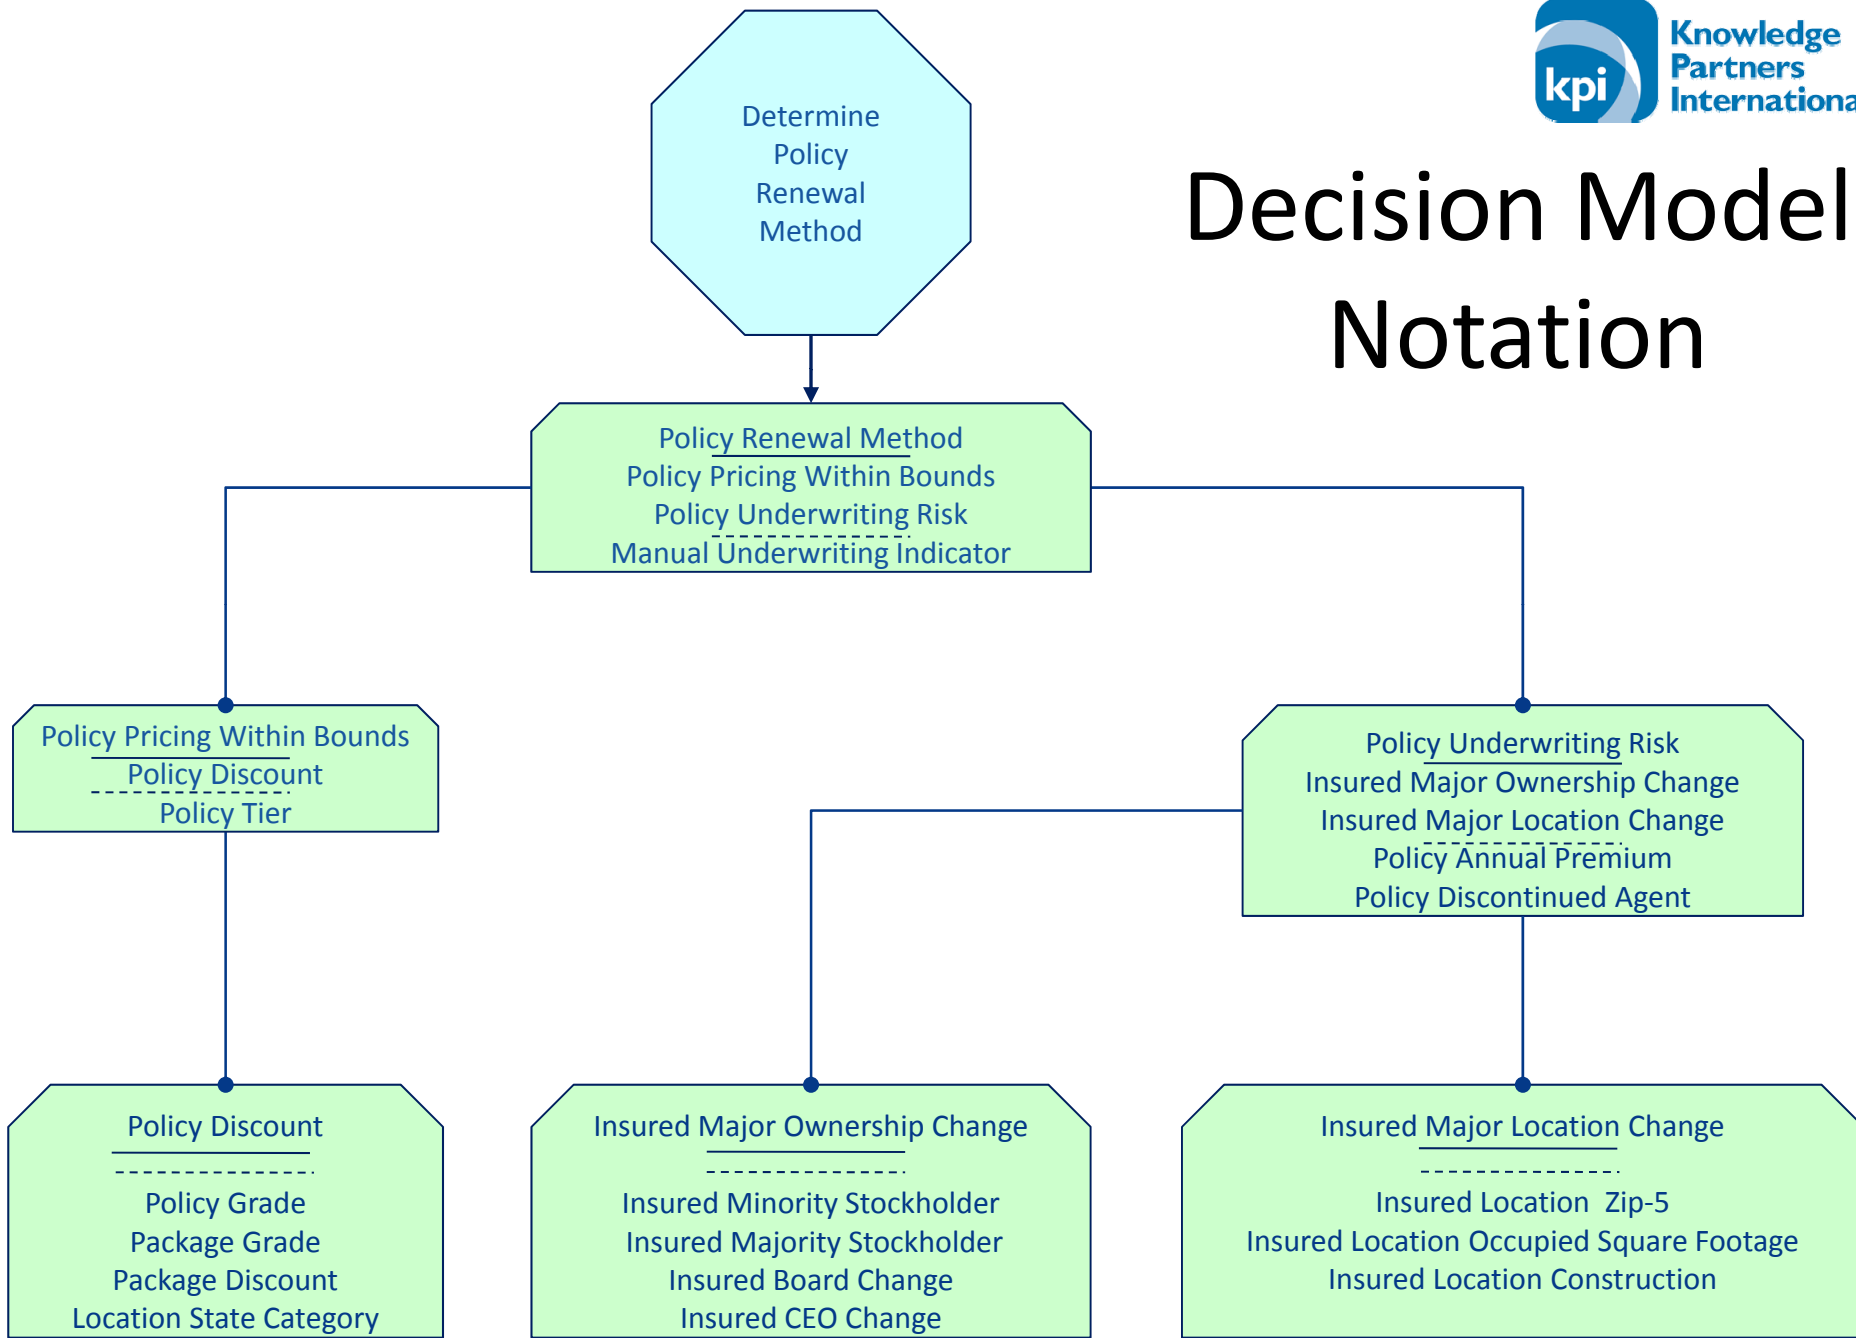 Knowledge
Partners
Internationa
kpi
Decision Model
Notation
Determine
Policy
Renewal
Method
Policy Renewal Method
Policy Pricing Within Bounds
Policy Underwriting Risk
Manual Underwriting Indicator
Policy Pricing Within Bounds
Policy Discount
Policy Tier
Policy Underwriting Risk
Insured Major Ownership Change
Insured Major Location Change
Policy Annual Premium
Policy Discontinued Agent
Policy Discount
Policy Grade
Package Grade
Package Discount
Location State Category
Insured Major Ownership Change
Insured Minority Stockholder
Insured Majority Stockholder
Insured Board Change
Insured CEO Change
Insured Major Location Change
Insured Location  Zip-5
Insured Location Occupied Square Footage
Insured Location Construction